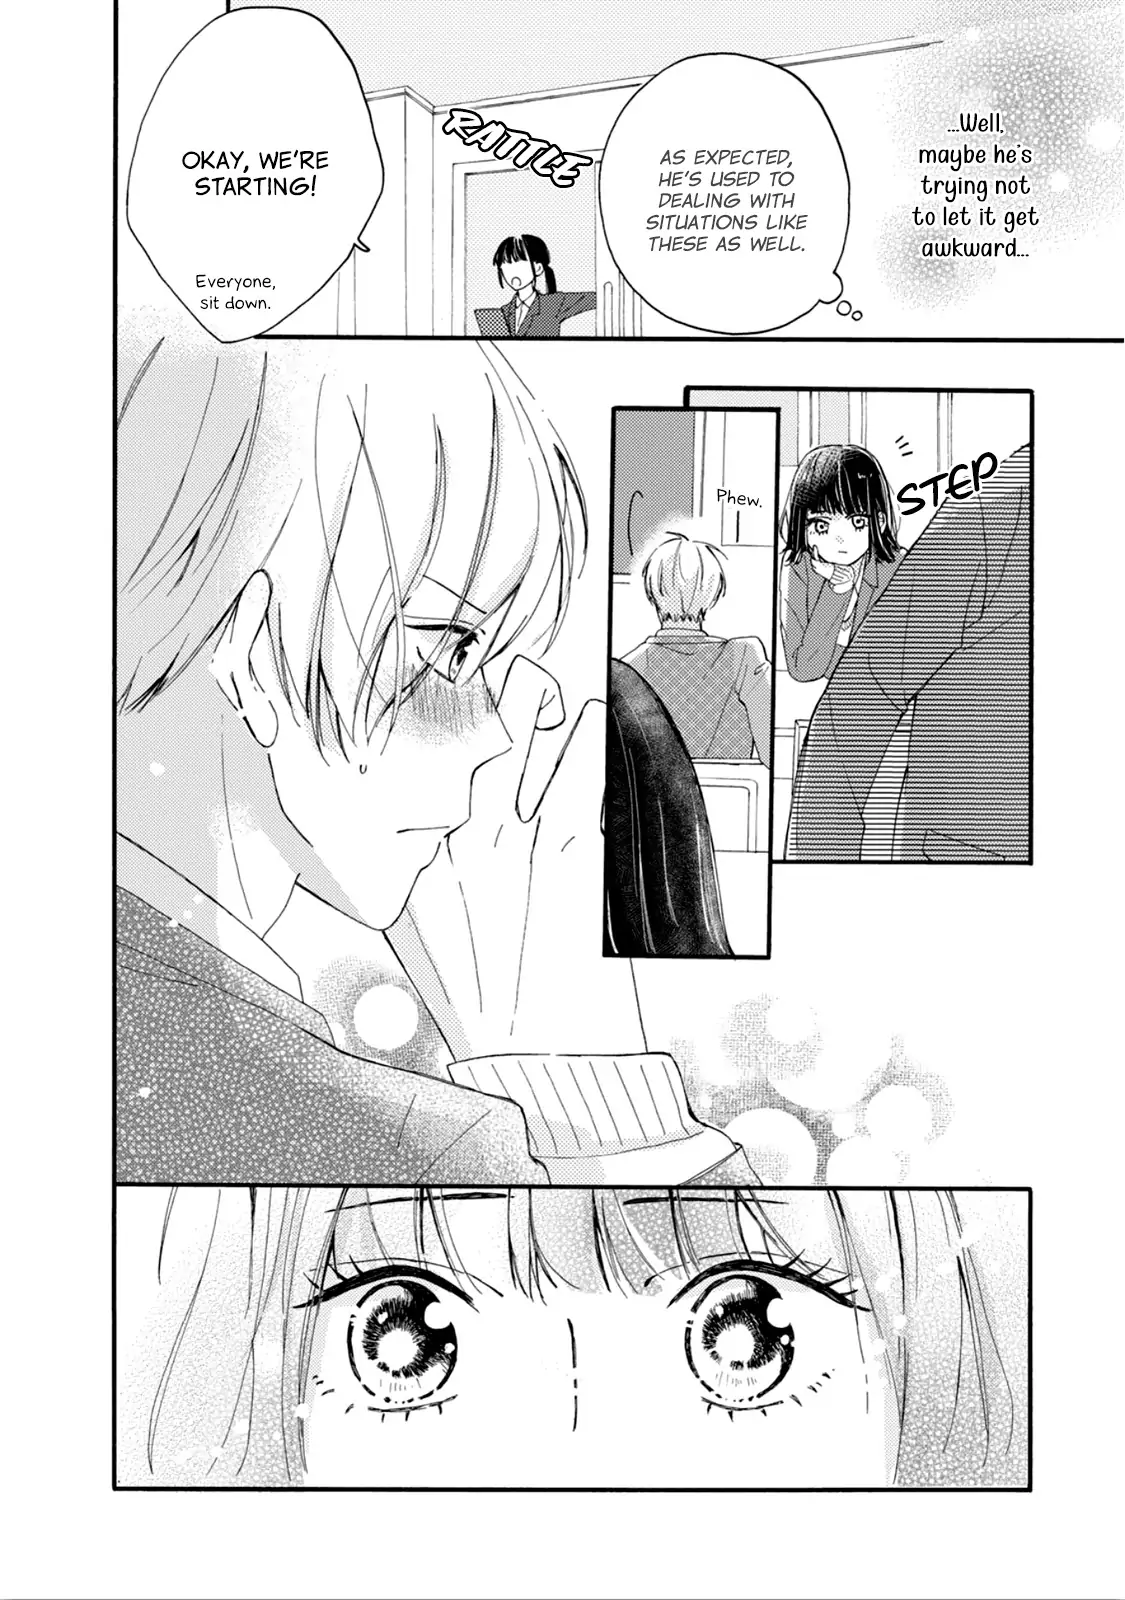 ...Well,
maybe he's
trying not
to let it get
awkward...
AS EXPECTED,
HE'S USED TO
DEALING WITH
SITUATIONS LIKE
THESE AS WELL.
RATTLE
OKAY, WE'RE
STARTING!
Everyone,
sit down.
STEP
Phew.